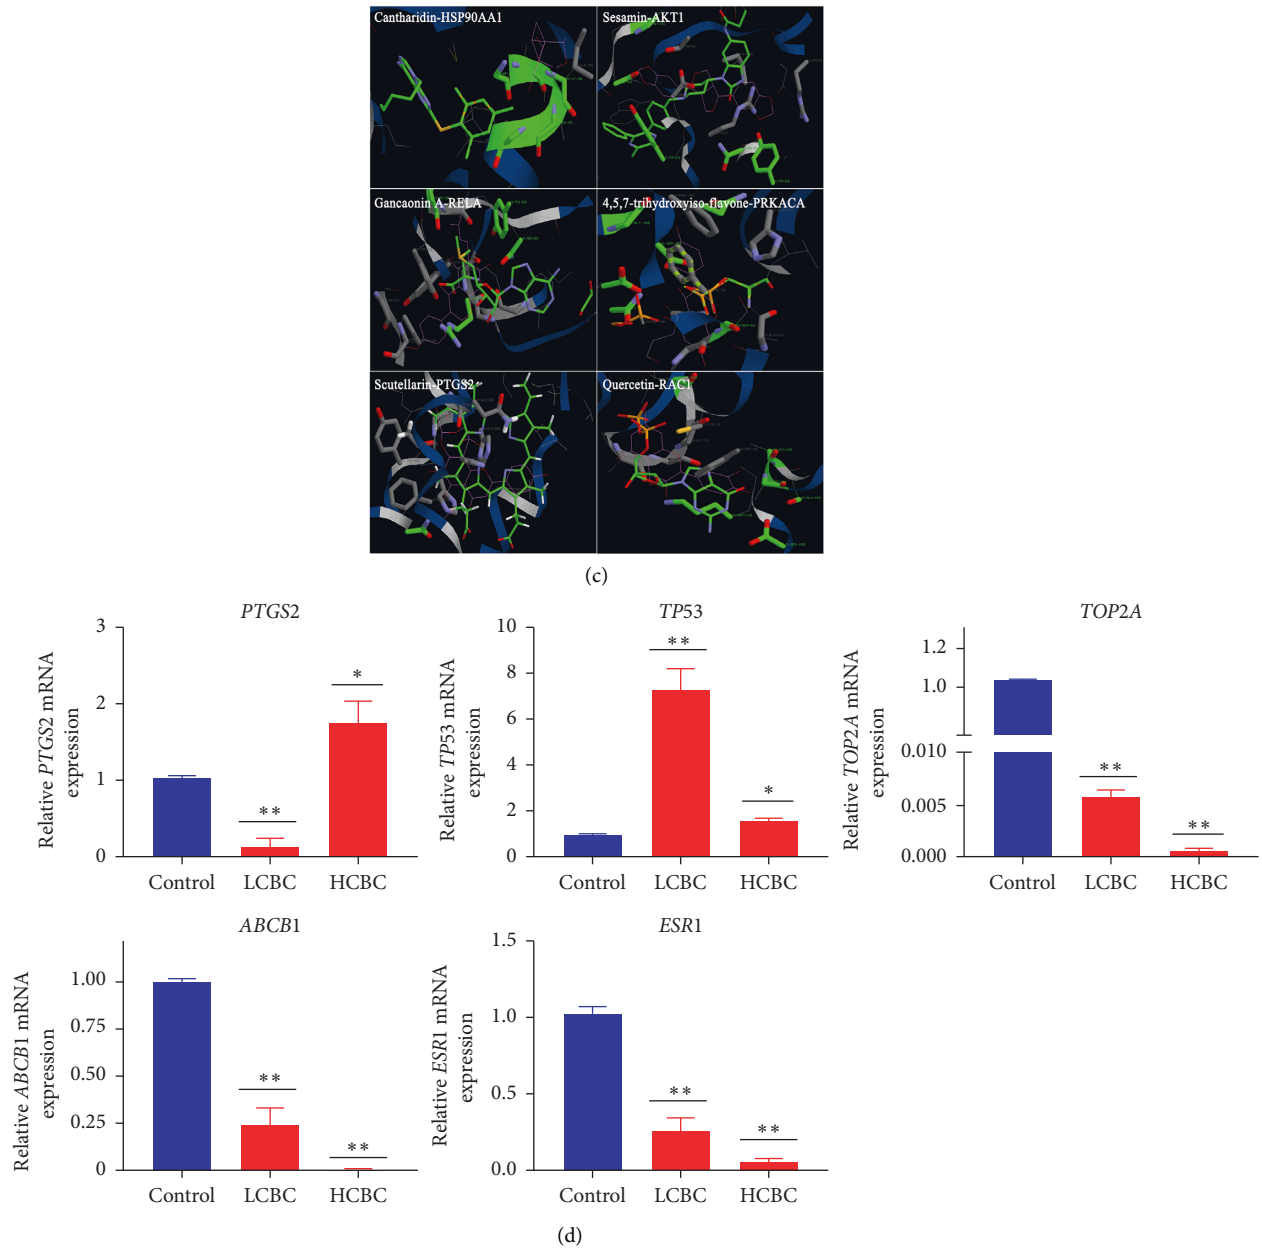 Cantharidin-HSP90AA1
Sesamin-AKT1
Gancaonin A-RELA
4,5,7-trihydroxyiso-flavone-PRKACA
Scutellarin-PTGS2
Quercetin-RAC1
(c)
PTGS2
Relative PTGS2 mRNA
expression
3
2
1
0
*
**
Control
LCBC
HCBC
TP53
Relative TP53 mRNA
expression
10
8
6
4
2
0
**
*
Control
LCBC
HCBC
TOP2A
Relative TOP2A mRNA
expression
1.2
1.0
0.010
0.005
0.000
**
**
Control
LCBC
HCBC
ABCB1
Relative ABCB1 mRNA
expression
1.00
0.75
0.50
0.25
0
**
**
Control
LCBC
HCBC
ESR1
Relative ESR1 mRNA
expression
1.5
1.0
0.5
0.0
**
**
Control
LCBC
HCBC
(d)